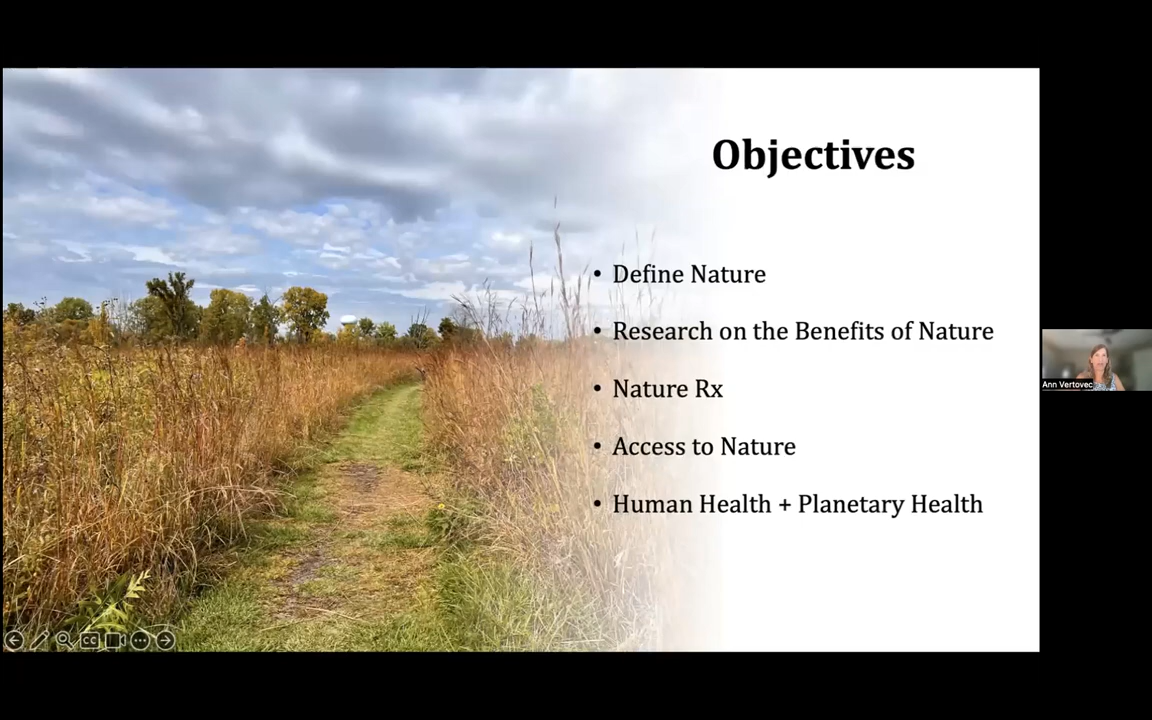 Objectives
• Define Nature
• Research on the Benefits of Nature
• Nature Rx
• Access to Nature
• Human Health + Planetary Health
Ann Vertovec
CC